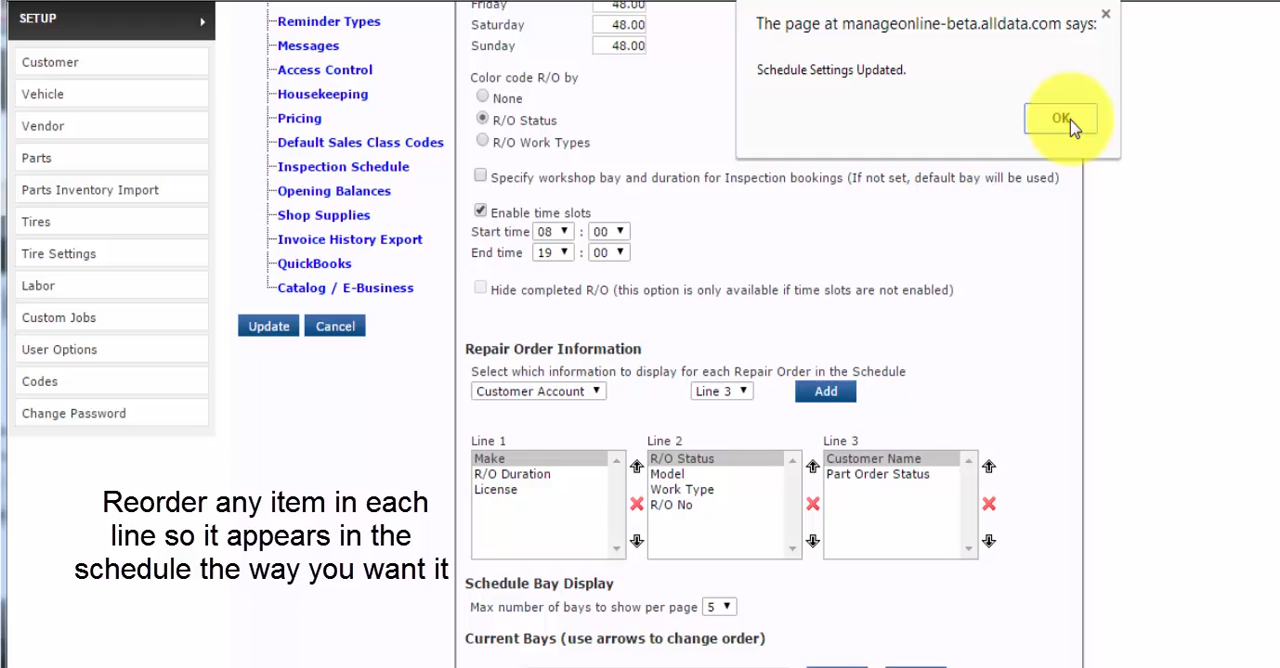 SETUP
Customer
Vehicle
Vendor
Parts
Parts Inventory Import
Tires
Tire Settings
Labor
Custom Jobs
User Options
Codes
Change Password
Reminder Types
Messages
Access Control
Housekeeping
Pricing
Default Sales Class Codes
Inspection Schedule
Opening Balances
Shop Supplies
Invoice History Export
QuickBooks
Catalog / E-Business
Update Cancel
Reorder any item in each
line so it appears in the
schedule the way you want it
Friday 48.00
Saturday 48.00
Sunday 48.00
Color code R/O by
None
R/O Status
R/O Work Types
Specify workshop bay and duration for Inspection bookings (If not set, default bay will be used)
Enable time slots
Start time 08 : 00
End time 19 : 00
Hide completed R/O (this option is only available if time slots are not enabled)
Repair Order Information
Select which information to display for each Repair Order in the Schedule
Customer Account Line 3 Add
Line 1
Make
R/O Duration
License
Line 2
R/O Status
Model
Work Type
R/O No
Line 3
Customer Name
Part Order Status
Schedule Bay Display
Max number of bays to show per page 5
Current Bays (use arrows to change order)
The page at manageonline-beta.alldata.com says:
Schedule Settings Updated.
OK